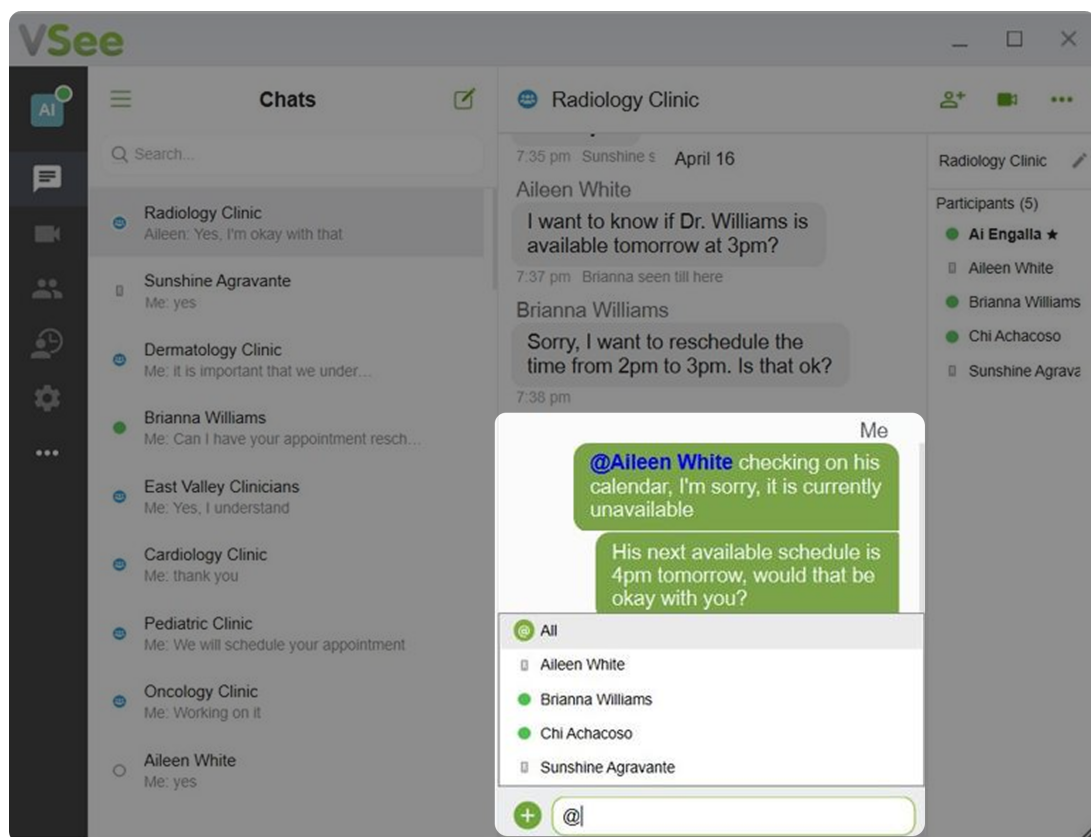 VSee
AI
Chats
Search...
Radiology Clinic
Aileen: Yes, I'm okay with that
Sunshine Agravante
Me: yes
Dermatology Clinic
Me: it is important that we under...
Brianna Williams
Me: Can I have your appointment resch...
East Valley Clinicians
Me: Yes, I understand
Cardiology Clinic
Me: thank you
Pediatric Clinic
Me: We will schedule your appointment
Oncology Clinic
Me: Working on it
Aileen White
Me: yes
Radiology Clinic
7:35 pm Sunshine s
April 16
Aileen White
I want to know if Dr. Williams is
available tomorrow at 3pm?
7:37 pm Brianna seen till here
Brianna Williams
Sorry, I want to reschedule the
time from 2pm to 3pm. Is that ok?
7:38 pm
Me
@Aileen White checking on his
calendar, I'm sorry, it is currently
unavailable
His next available schedule is
4pm tomorrow, would that be
okay with you?
@ All
Aileen White
Brianna Williams
Chi Achacoso
Sunshine Agravante
@
Radiology Clinic
Participants (5)
Ai Engalla ★
Aileen White
Brianna Williams
Chi Achacoso
Sunshine Agrava